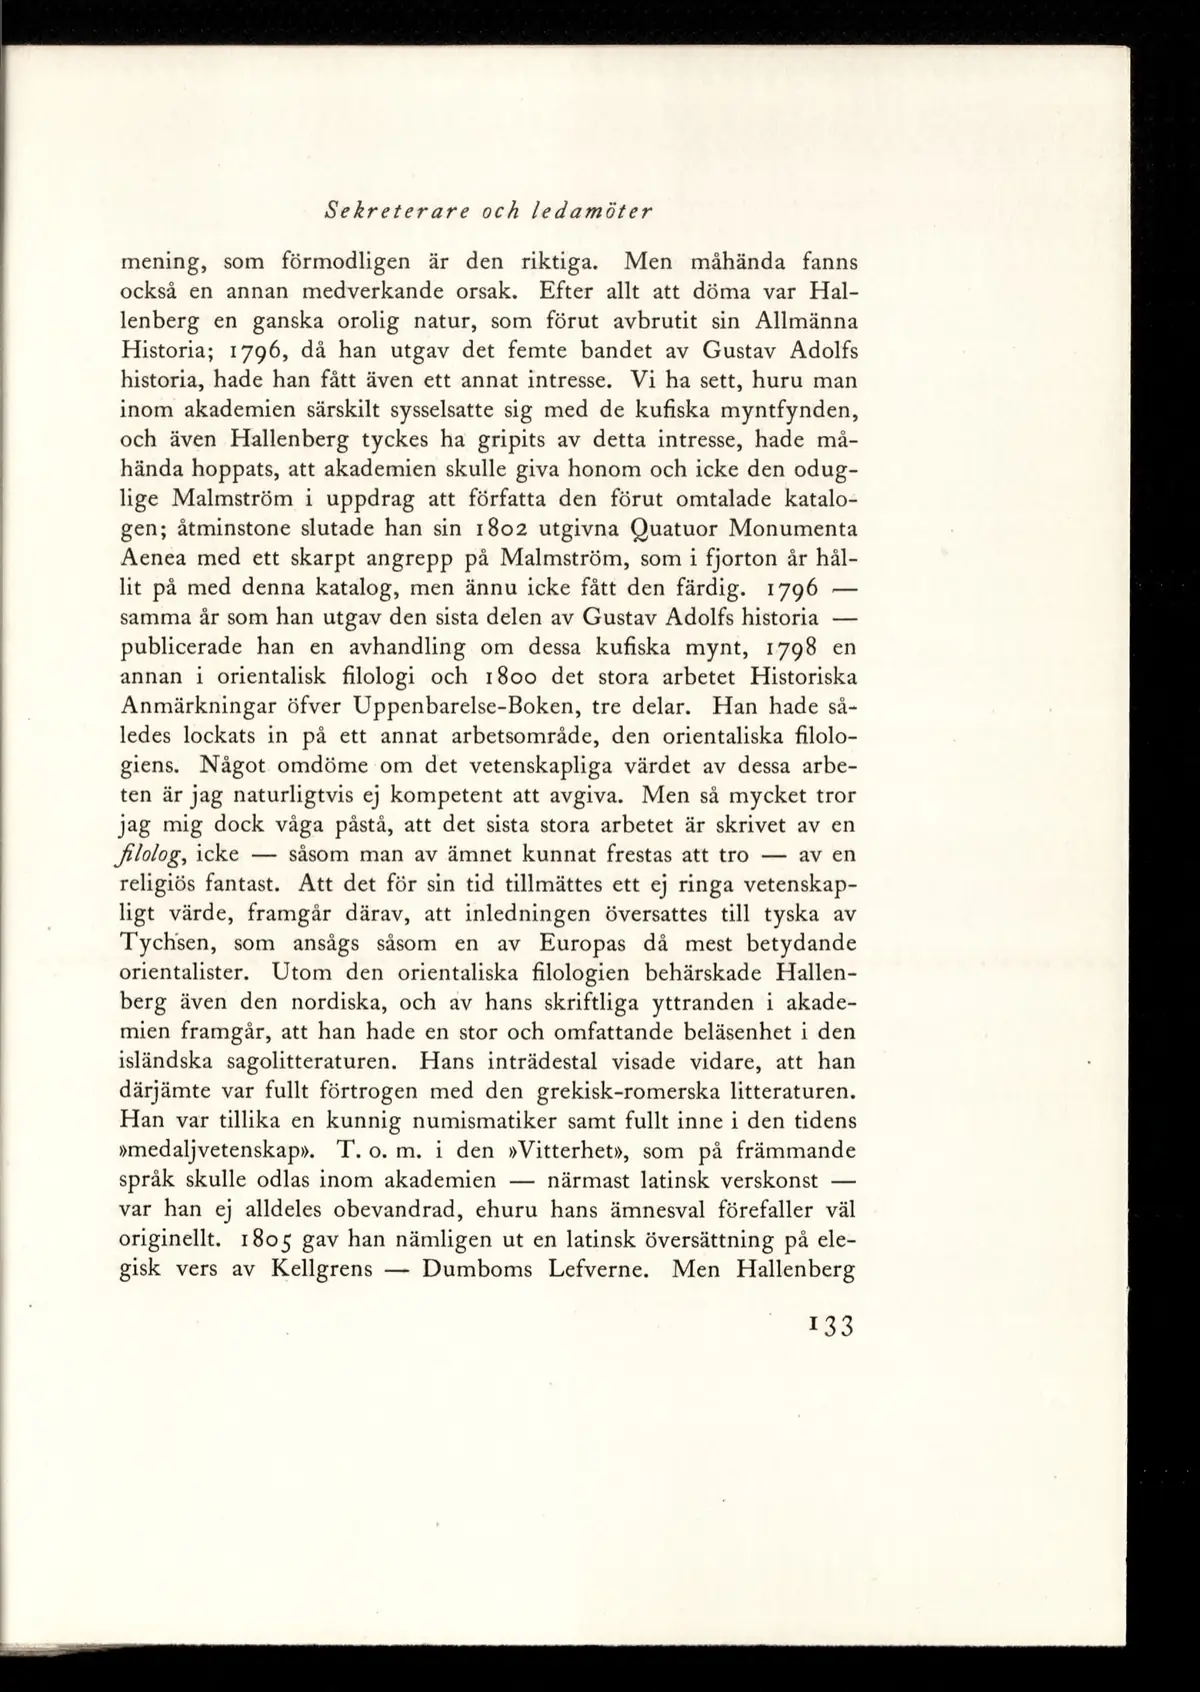 Sekreterare och ledamöter
mening, som förmodligen är den riktiga. Men måhända fanns
också en annan medverkande orsak. Efter allt att döma var Hal-
lenberg en ganska orolig natur, som förut avbrutit sin Allmänna
Historia; 1796, då han utgav det femte bandet av Gustav Adolfs
historia, hade han fått även ett annat intresse. Vi ha sett, huru man
inom akademien särskilt sysselsatte sig med de kufiska myntfynden,
och även Hallenberg tyckes ha gripits av detta intresse, hade må-
hända hoppats, att akademien skulle giva honom och icke den odug-
lige Malmström i uppdrag att författa den förut omtalade katalo-
gen; åtminstone slutade han sin 1802 utgivna Quatuor Monumenta
Aenea med ett skarpt angrepp på Malmström, som i fjorton år hål-
lit på med denna katalog, men ännu icke fått den färdig. 1796 —
samma år som han utgav den sista delen av Gustav Adolfs historia —
publicerade han en avhandling om dessa kufiska mynt, 1798 en
annan i orientalisk filologi och 1800 det stora arbetet Historiska
Anmärkningar öfver Uppenbarelse-Boken, tre delar. Han hade så-
ledes lockats in på ett annat arbetsområde, den orientaliska filolo-
giens. Något omdöme om det vetenskapliga värdet av dessa arbe-
ten är jag naturligtvis ej kompetent att avgiva. Men så mycket tror
jag mig dock våga påstå, att det sista stora arbetet är skrivet av en
filolog, icke — såsom man av ämnet kunnat frestas att tro — av en
religiös fantast. Att det för sin tid tillmättes ett ej ringa vetenskap-
ligt värde, framgår därav, att inledningen översattes till tyska av
Tychsen, som ansågs såsom en av Europas då mest betydande
orientalister. Utom den orientaliska filologien behärskade Hallen-
berg även den nordiska, och av hans skriftliga yttranden i akade-
mien framgår, att han hade en stor och omfattande beläsenhet i den
isländska sagolitteraturen. Hans inträdestal visade vidare, att han
därjämte var fullt förtrogen med den grekisk-romerska litteraturen.
Han var tillika en kunnig numismatiker samt fullt inne i den tidens
»medaljvetenskap». T. o. m. i den »Vitterhet», som på främmande
språk skulle odlas inom akademien — närmast latinsk verskonst —
var han ej alldeles obevandrad, ehuru hans ämnesval förefaller väl
originellt. 1805 gav han nämligen ut en latinsk översättning på ele-
gisk vers av Kellgrens — Dumboms Lefverne. Men Hallenberg
133